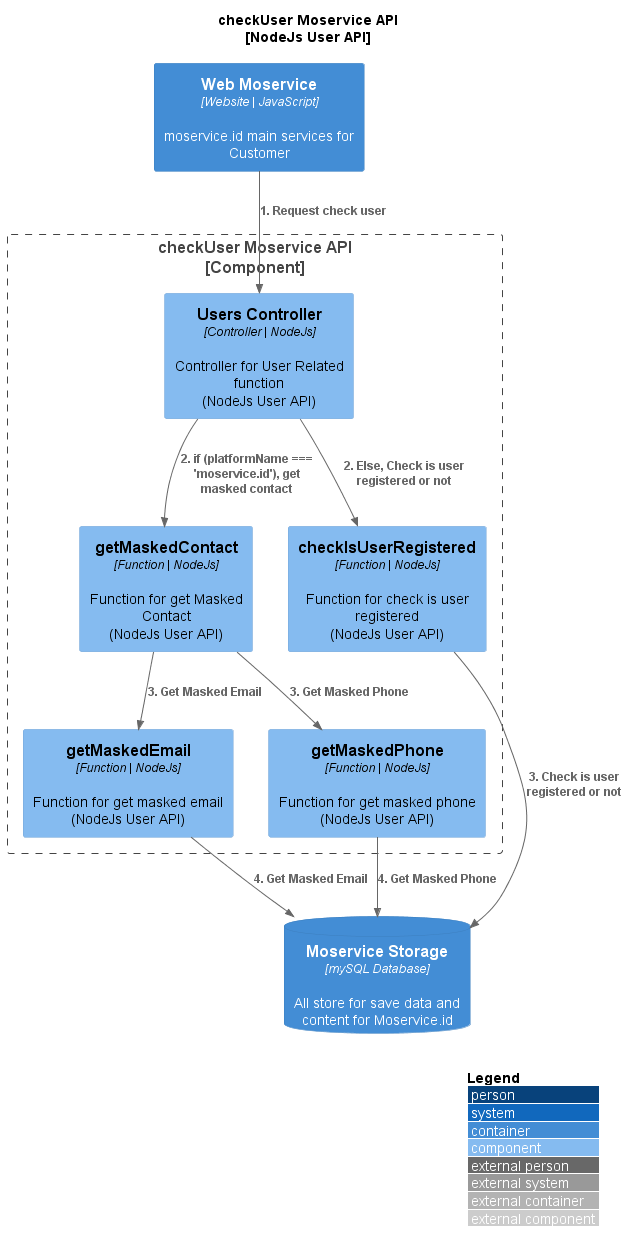 checkUser Moservice API
[NodeJs User API]
Web Moservice
[Website | JavaScript]
moservice.id main services for
Customer
1. Request check user
checkUser Moservice API
[Component]
Users Controller
[Controller | NodeJs]
Controller for User Related
function
(NodeJs User API)
2. if (platformName ===
'moservice.id'), get
masked contact
2. Else, Check is user
registered or not
getMaskedContact
[Function | NodeJs]
Function for get Masked
Contact
(NodeJs User API)
checkIsUserRegistered
[Function | NodeJs]
Function for check is user
registered
(NodeJs User API)
3. Get Masked Email
3. Get Masked Phone
getMaskedEmail
[Function | NodeJs]
Function for get masked email
(NodeJs User API)
getMaskedPhone
[Function | NodeJs]
Function for get masked phone
(NodeJs User API)
3. Check is user
registered or not
4. Get Masked Email
4. Get Masked Phone
Moservice Storage
[mySQL Database]
All store for save data and
content for Moservice.id
Legend
person
system
container
component
external person
external system
external container
external component